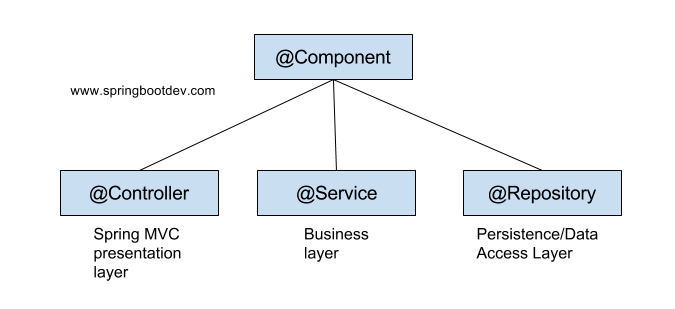 @Component
www.springbootdev.com
@Controller
@Service
@Repository
Spring MVC
presentation
layer
Business
layer
Persistence/Data
Access Layer